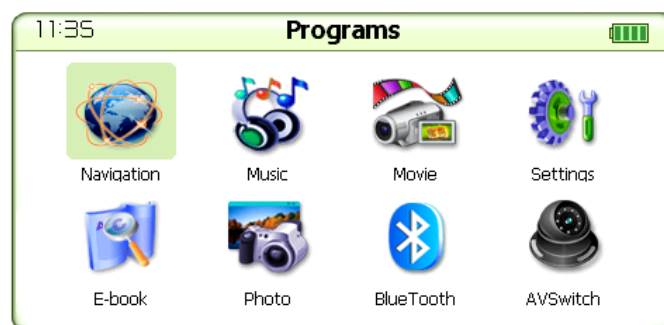 11:35 Programs
Navigation Music Movie Settings
E-book Photo BlueTooth AVSwitch